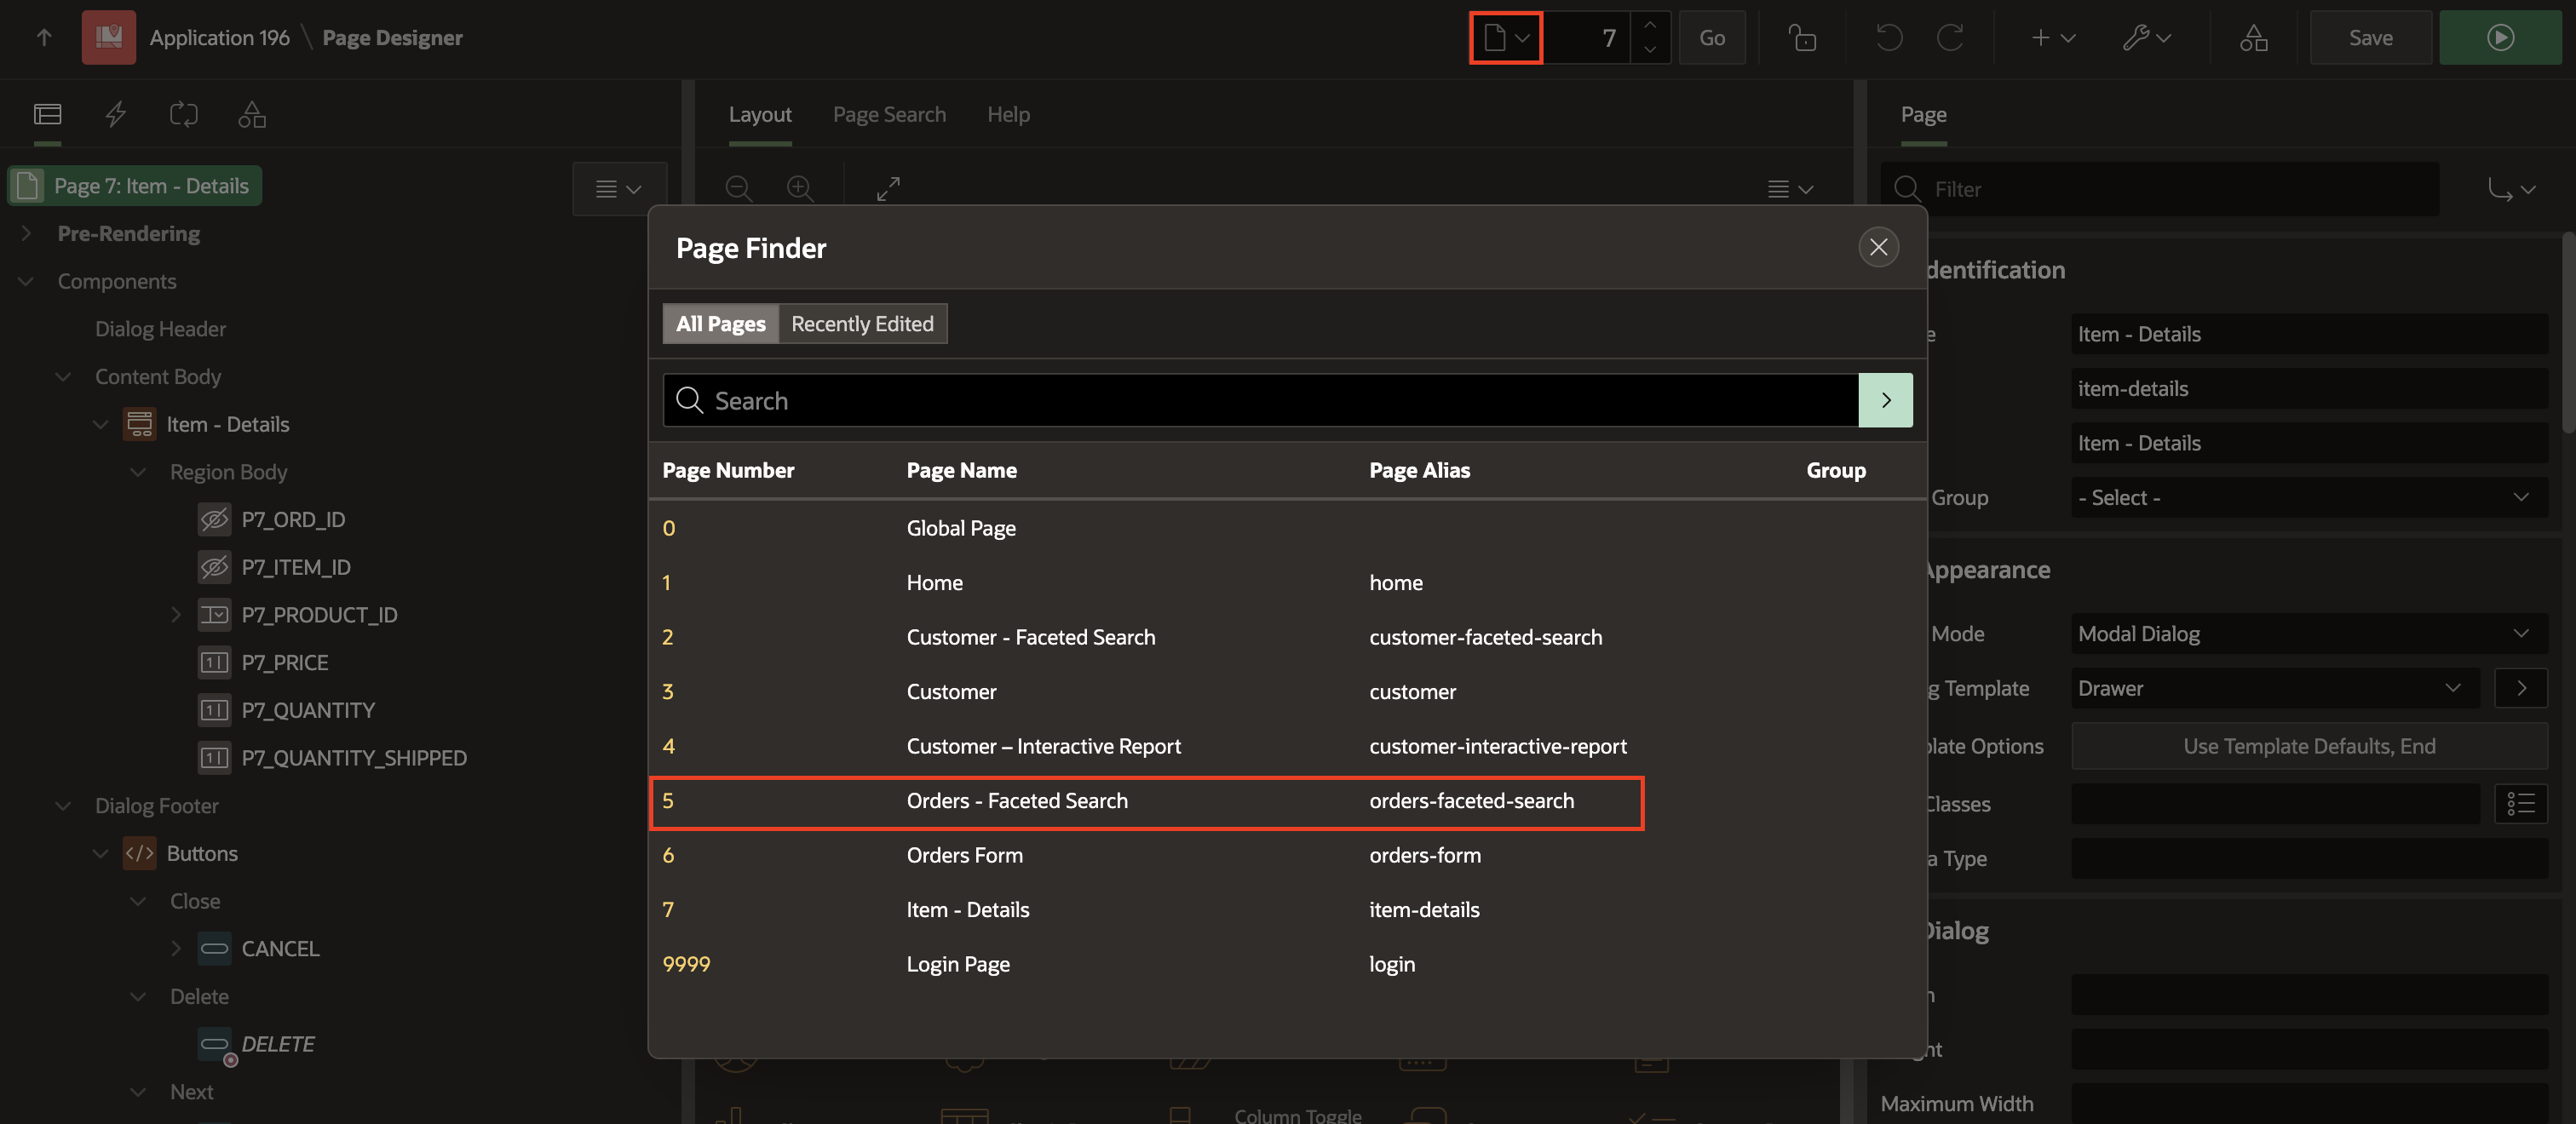 Application 196 \ Page Designer
7
Go
Save
Layout
Page Search
Help
Page
Page 7: Item - Details
Filter
Pre-Rendering
Components
Dialog Header
Content Body
Item - Details
Region Body
P7_ORD_ID
P7_ITEM_ID
P7_PRODUCT_ID
P7_PRICE
P7_QUANTITY
P7_QUANTITY_SHIPPED
Dialog Footer
Buttons
Close
CANCEL
Delete
DELETE
Next
Page Finder
All Pages
Recently Edited
Search
Page Number Page Name Page Alias Group
0 Global Page
1 Home home
2 Customer - Faceted Search customer-faceted-search
3 Customer customer
4 Customer – Interactive Report customer-interactive-report
5 Orders - Faceted Search orders-faceted-search
6 Orders Form orders-form
7 Item - Details item-details
9999 Login Page login
Column Toggle
dentification
Item - Details
item-details
Item - Details
Group - Select -
Appearance
Mode Modal Dialog
g Template Drawer
plate Options Use Template Defaults, End
Classes
a Type
Dialog
ght
Maximum Width